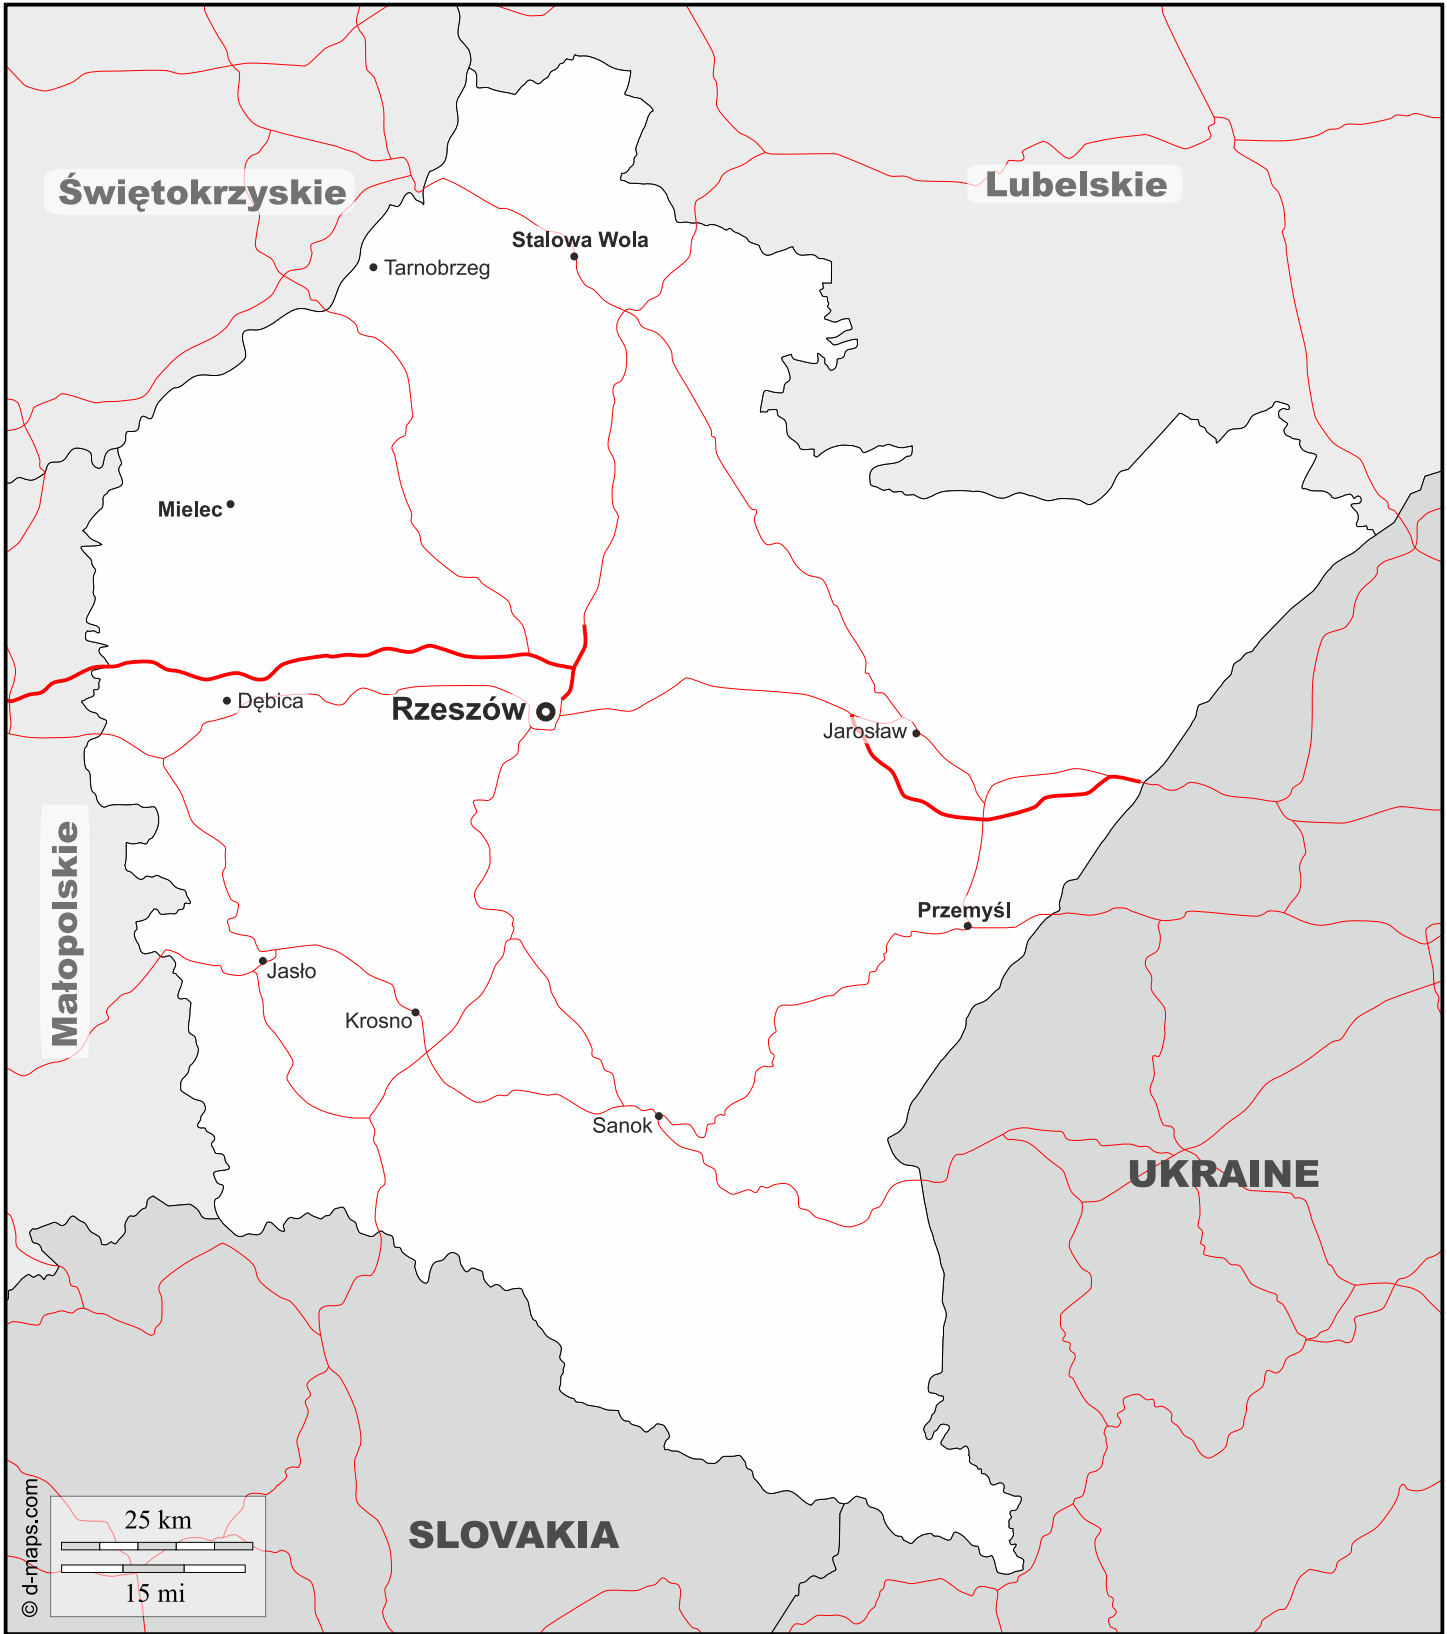 Świętokrzyskie
Lubelskie
Stalowa Wola
Tarnobrzeg
Mielec
Dębica
Rzeszów
Jarosław
Małopolskie
Przemyśl
Jasło
Krosno
Sanok
UKRAINE
SLOVAKIA
25 km
15 mi
© d-maps.com